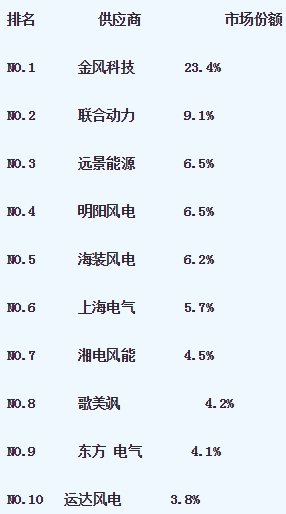 排名 供应商 市场份额
NO.1 金风科技 23.4%
NO.2 联合动力 9.1%
NO.3 远景能源 6.5%
NO.4 明阳风电 6.5%
NO.5 海装风电 6.2%
NO.6 上海电气 5.7%
NO.7 湘电风能 4.5%
NO.8 歌美飒 4.2%
NO.9 东方 电气 4.1%
NO.10 运达风电 3.8%